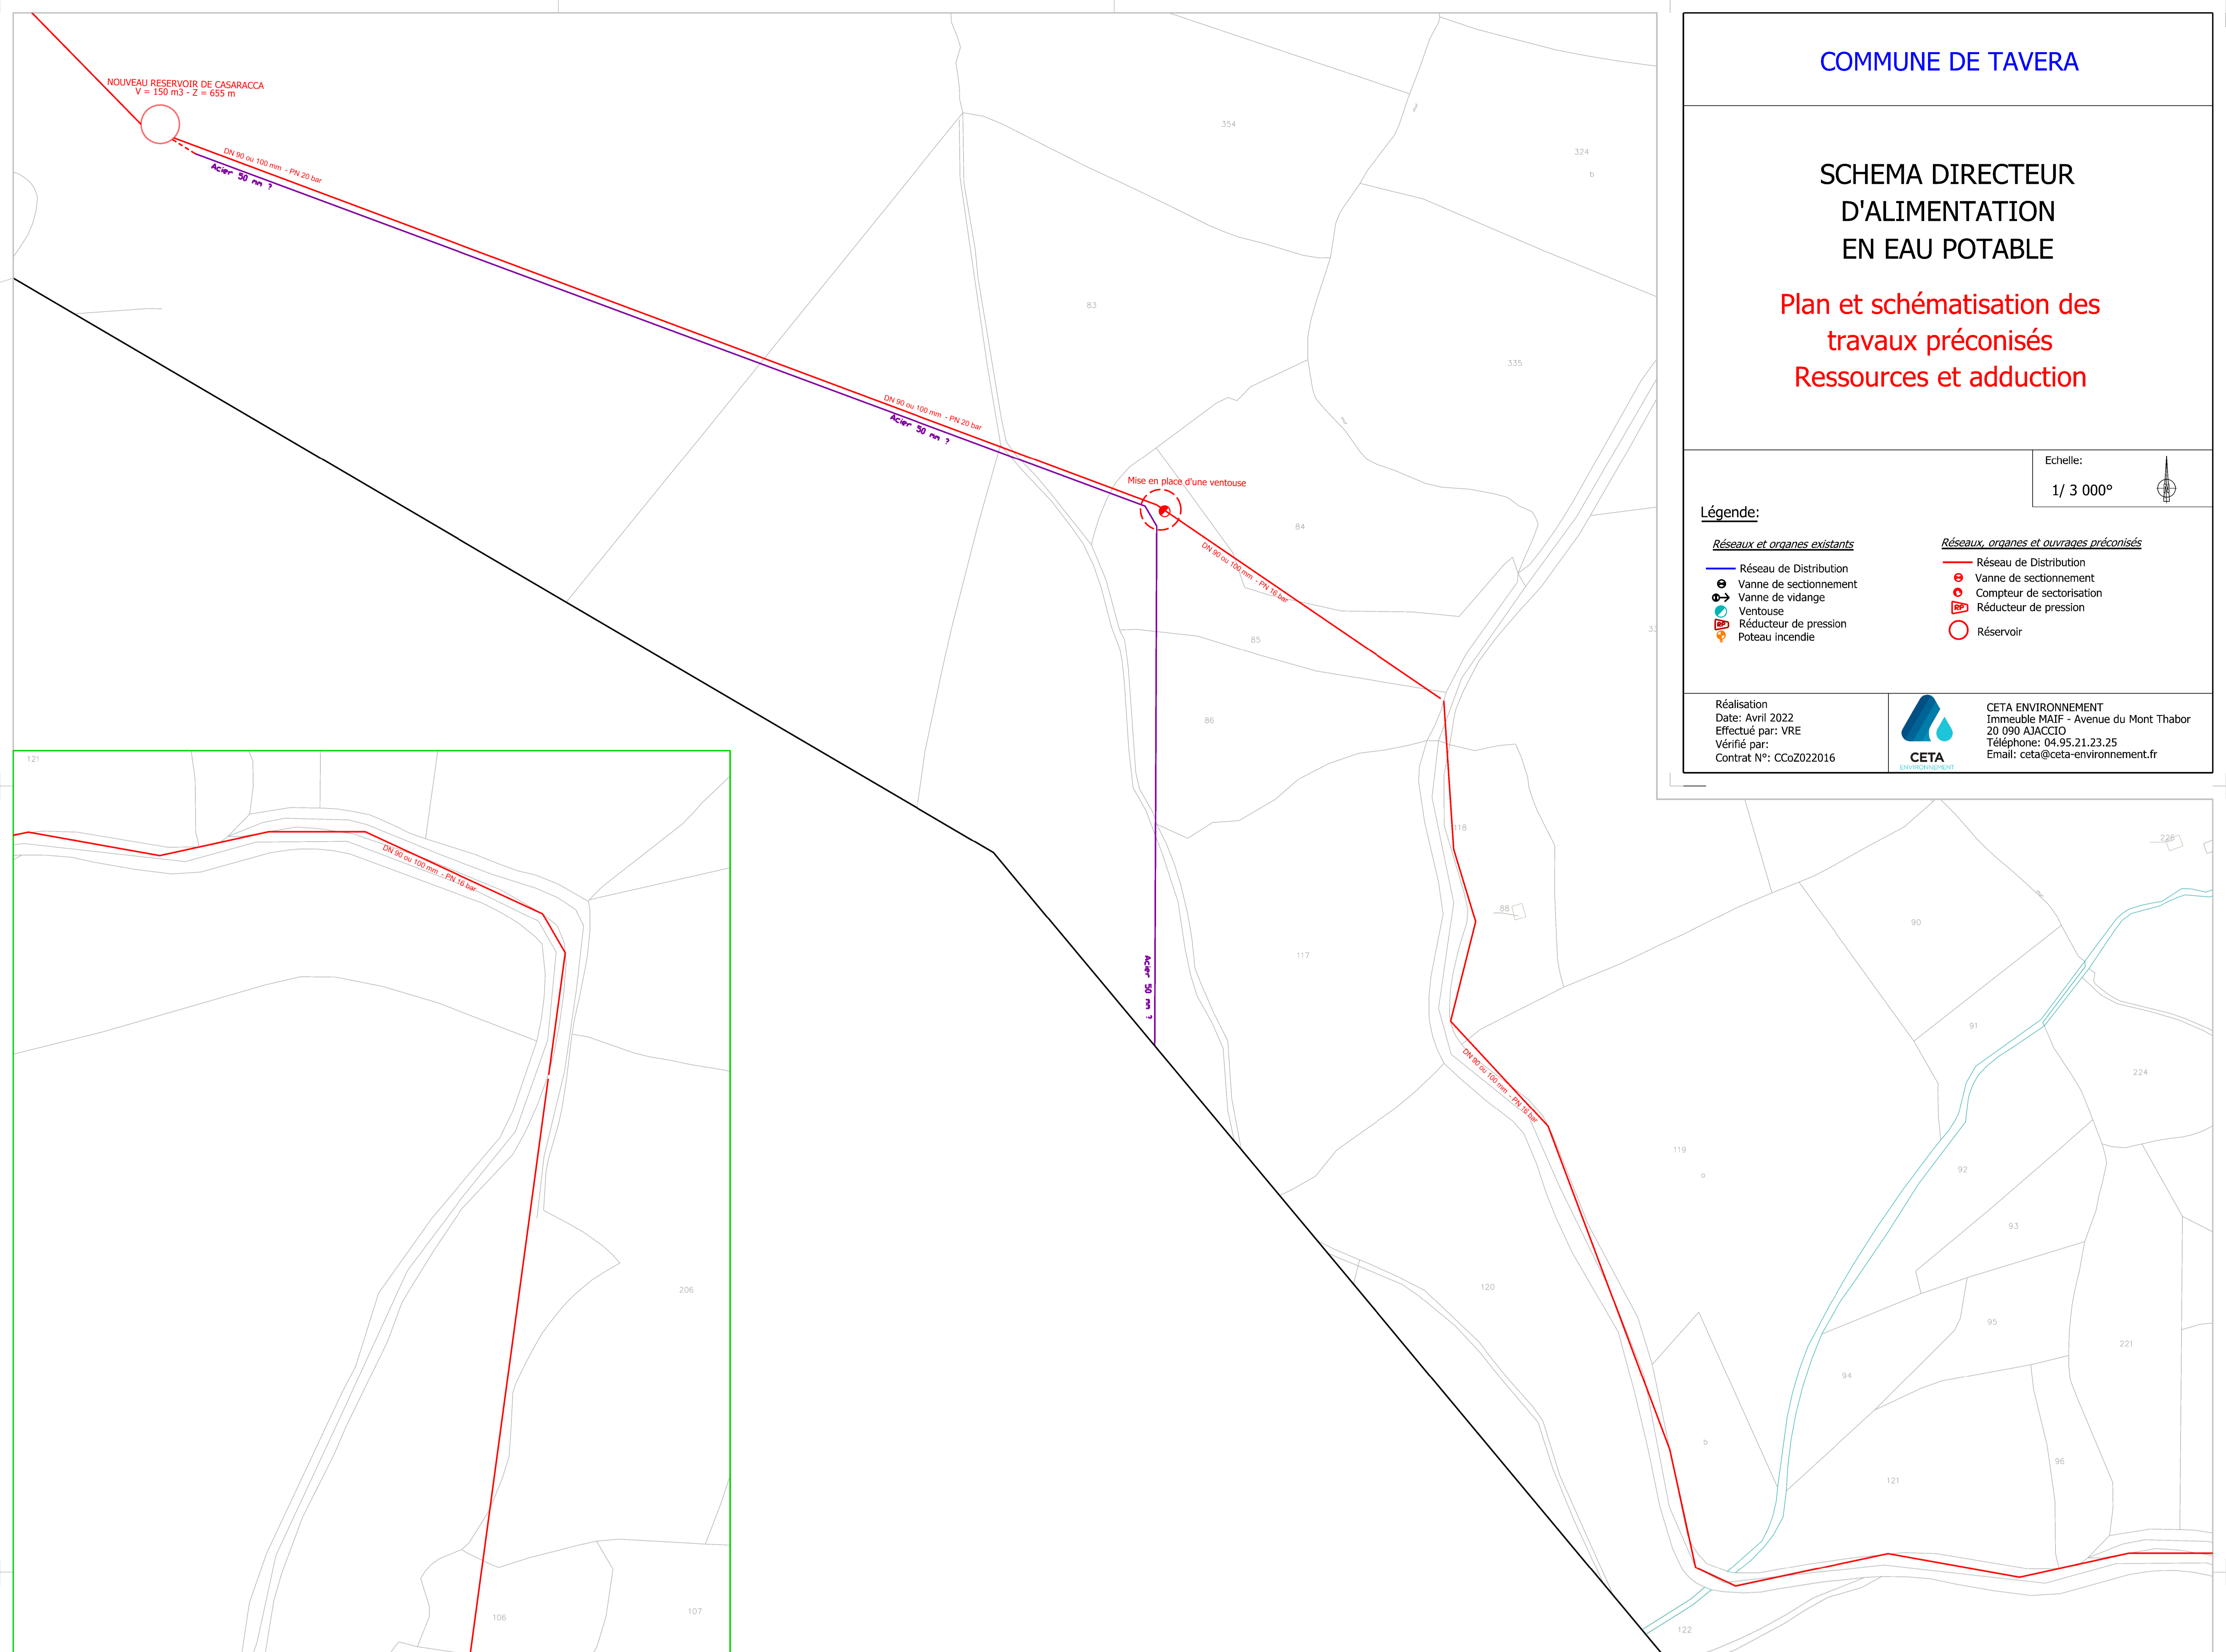 NOUVEAU RESERVOIR DE CASARACCA
V = 150 m3 - Z = 655 m
DN 90 ou 100 mm - PN 20 bar
Acier 50 mm ?
DN 90 ou 100 mm - PN 20 bar
Acier 50 mm ?
Mise en place d'une ventouse
DN 90 ou 100 mm - PN 16 bar
Acier 50 mm ?
DN 90 ou 100 mm - PN 16 bar
354
324
b
83
335
84
33
85
86
118
88
117
119
120
b
122
226
90
91
224
92
93
95
221
94
96
121
121
DN 90 ou 100 mm - PN 16 bar
206
106
107
COMMUNE DE TAVERA
SCHEMA DIRECTEUR
D'ALIMENTATION
EN EAU POTABLE
Plan et schématisation des
travaux préconisés
Ressources et adduction
Echelle:
1/ 3 000°
Légende:
Réseaux et organes existants
Réseau de Distribution
Vanne de sectionnement
Vanne de vidange
Ventouse
RP
Réducteur de pression
Poteau incendie
Réseaux, organes et ouvrages préconisés
Réseau de Distribution
Vanne de sectionnement
Compteur de sectorisation
RP
Réducteur de pression
Réservoir
Réalisation
Date: Avril 2022
Effectué par: VRE
Vérifié par:
Contrat N°: CCoZ022016
CETA
ENVIRONNEMENT
CETA ENVIRONNEMENT
Immeuble MAIF - Avenue du Mont Thabor
20 090 AJACCIO
Téléphone: 04.95.21.23.25
Email: ceta@ceta-environnement.fr